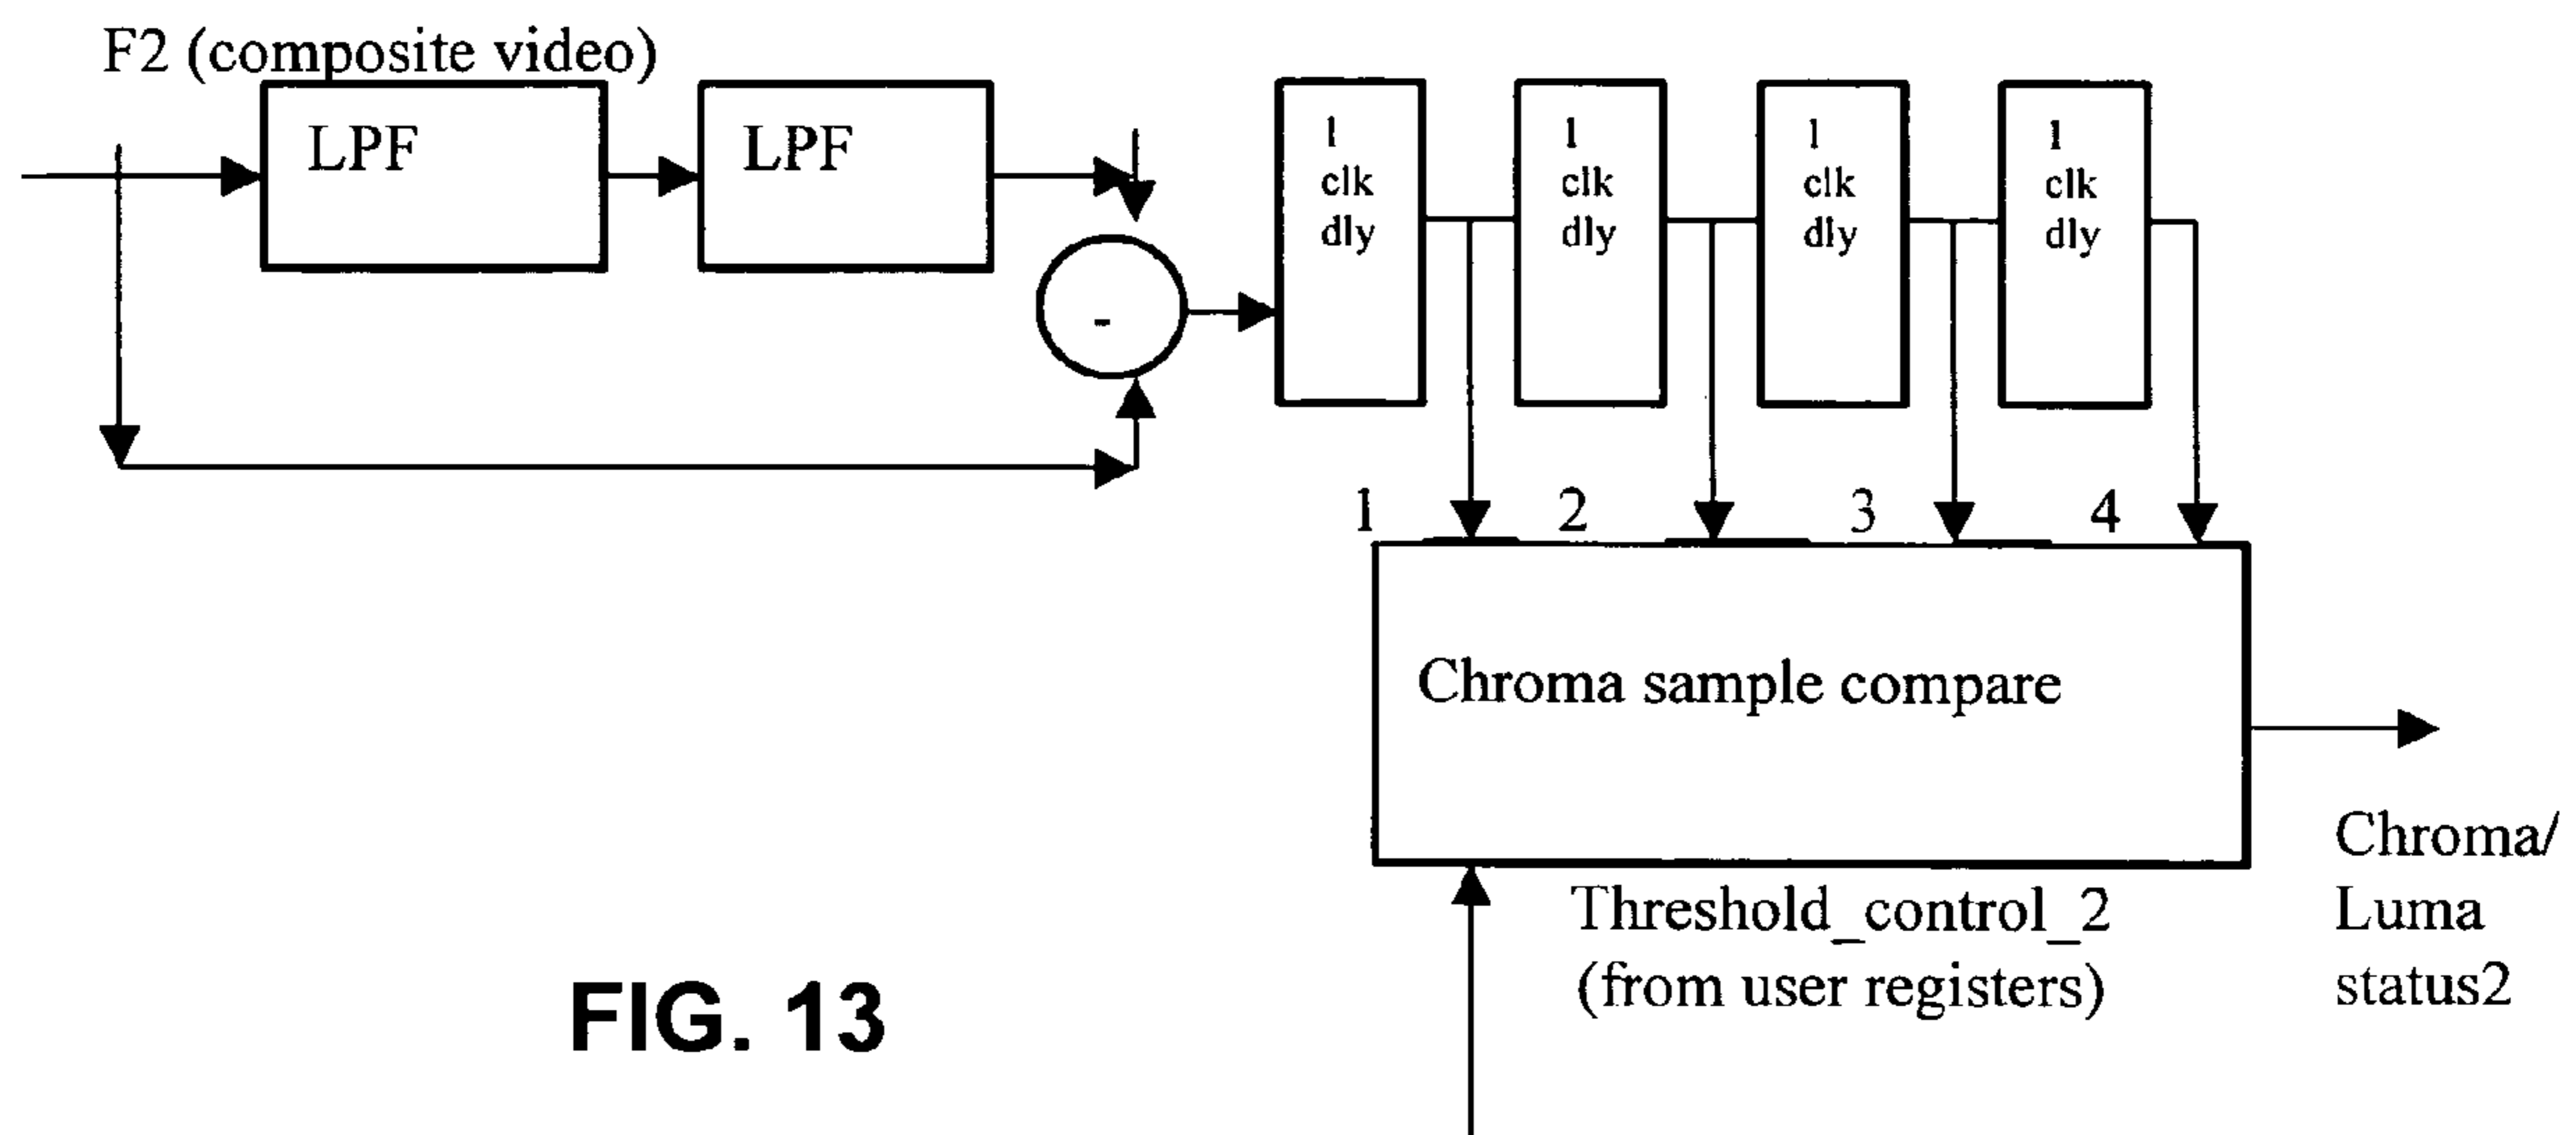 F2 (composite video)
LPF
LPF
-
1
clk
dly
1
clk
dly
1
clk
dly
1
clk
dly
1
2
3
4
Chroma sample compare
Threshold_control_2
(from user registers)
Chroma/
Luma
status2
FIG. 13